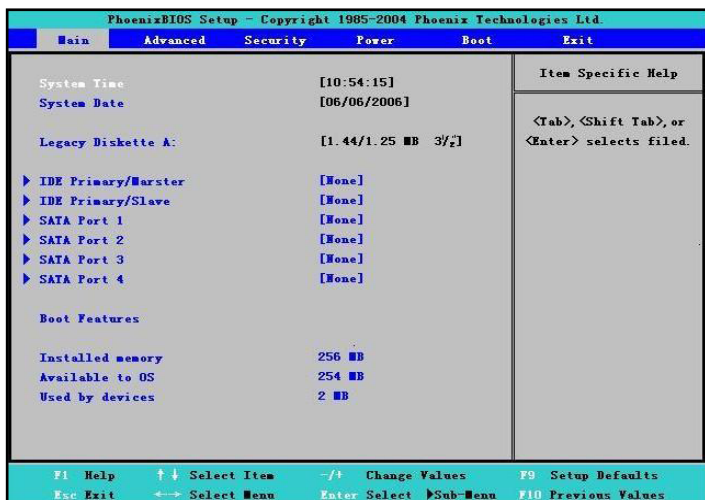 PhoenixBIOS Setup - Copyright 1985-2004 Phoenix Technologies Ltd.
Main Advanced Security Power Boot Exit
System Time [10:54:15]
System Date [06/06/2006]
Legacy Diskette A: [1.44/1.25 MB 3½"]
IDE Primary/Marster [None]
IDE Primary/Slave [None]
SATA Port 1 [None]
SATA Port 2 [None]
SATA Port 3 [None]
SATA Port 4 [None]
Boot Features
Installed memory 256 MB
Available to OS 254 MB
Used by devices 2 MB
Item Specific Help
<Tab>, <Shift Tab>, or
<Enter> selects filed.
F1 Help ↑↓ Select Item -/+ Change Values F9 Setup Defaults
Esc Exit ←→ Select Menu Enter Select ▶Sub-Menu F10 Previous Values